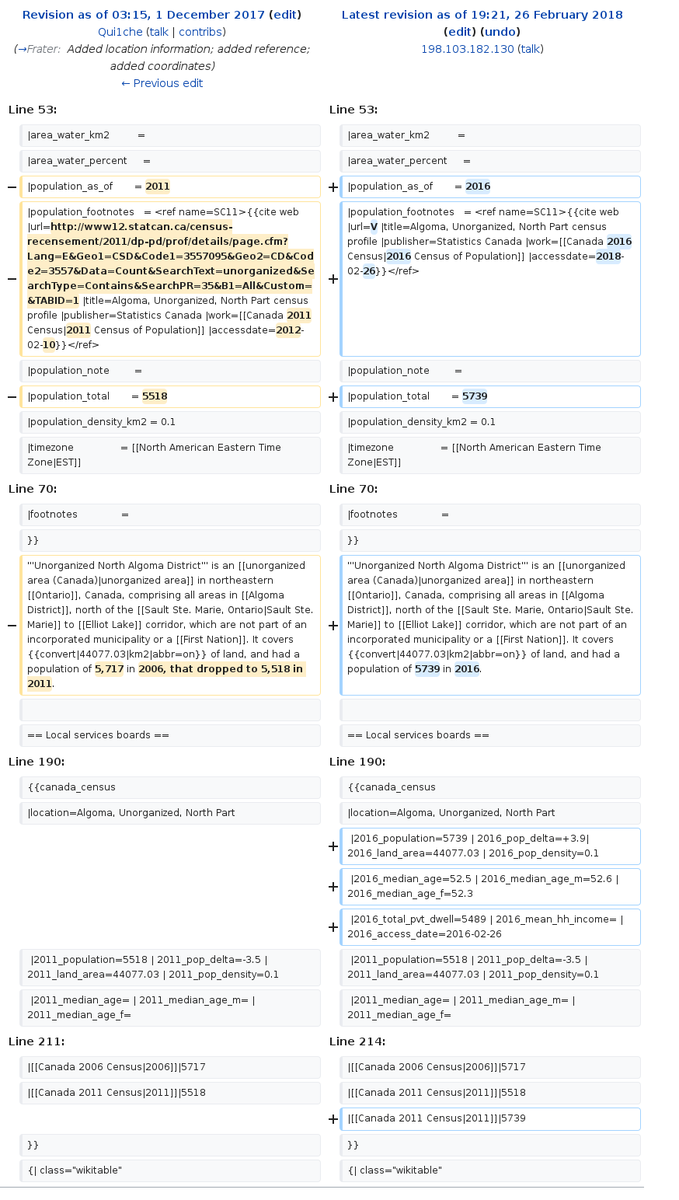 Revision as of 03:15, 1 December 2017 (edit)
Qui1che (talk | contribs)
(→Frater: Added location information; added reference;
added coordinates)
← Previous edit
Latest revision as of 19:21, 26 February 2018
(edit) (undo)
198.103.182.130 (talk)
Line 53:
Line 53:
|area_water_km2 =
|area_water_km2 =
|area_water_percent =
|area_water_percent =
− |population_as_of = 2011
+ |population_as_of = 2016
|population_footnotes = <ref name=SC11>{{cite web
|url=http://www12.statcan.ca/census-
recensement/2011/dp-pd/prof/details/page.cfm?
Lang=E&Geo1=CSD&Code1=3557095&Geo2=CD&Cod
e2=3557&Data=Count&SearchText=unorganized&Se
− archType=Contains&SearchPR=35&B1=All&Custom=
&TABID=1 |title=Algoma, Unorganized, North Part census
profile |publisher=Statistics Canada |work=[[Canada 2011
Census|2011 Census of Population]] |accessdate=2012-
02-10}}</ref>
|population_footnotes = <ref name=SC11>{{cite web
|url=V |title=Algoma, Unorganized, North Part census
profile |publisher=Statistics Canada |work=[[Canada 2016
Census|2016 Census of Population]] |accessdate=2018-
+ 02-26}}</ref>
|population_note =
|population_note =
− |population_total = 5518
+ |population_total = 5739
|population_density_km2 = 0.1
|population_density_km2 = 0.1
|timezone = [[North American Eastern Time
Zone|EST]]
|timezone = [[North American Eastern Time
Zone|EST]]
Line 70:
Line 70:
|footnotes =
|footnotes =
}}
}}
'''Unorganized North Algoma District''' is an [[unorganized
area (Canada)|unorganized area]] in northeastern
[[Ontario]], Canada, comprising all areas in [[Algoma
District]], north of the [[Sault Ste. Marie, Ontario|Sault Ste.
− Marie]] to [[Elliot Lake]] corridor, which are not part of an
incorporated municipality or a [[First Nation]]. It covers
{{convert|44077.03|km2|abbr=on}} of land, and had a
population of 5,717 in 2006, that dropped to 5,518 in
2011.
'''Unorganized North Algoma District''' is an [[unorganized
area (Canada)|unorganized area]] in northeastern
[[Ontario]], Canada, comprising all areas in [[Algoma
District]], north of the [[Sault Ste. Marie, Ontario|Sault Ste.
+ Marie]] to [[Elliot Lake]] corridor, which are not part of an
incorporated municipality or a [[First Nation]]. It covers
{{convert|44077.03|km2|abbr=on}} of land, and had a
population of 5739 in 2016.
== Local services boards ==
== Local services boards ==
Line 190:
Line 190:
{{canada_census
{{canada_census
|location=Algoma, Unorganized, North Part
|location=Algoma, Unorganized, North Part
+ |2016_population=5739 | 2016_pop_delta=+3.9|
2016_land_area=44077.03 | 2016_pop_density=0.1
+ |2016_median_age=52.5 | 2016_median_age_m=52.6 |
2016_median_age_f=52.3
+ |2016_total_pvt_dwell=5489 | 2016_mean_hh_income= |
2016_access_date=2016-02-26
|2011_population=5518 | 2011_pop_delta=-3.5 |
2011_land_area=44077.03 | 2011_pop_density=0.1
|2011_population=5518 | 2011_pop_delta=-3.5 |
2011_land_area=44077.03 | 2011_pop_density=0.1
|2011_median_age= | 2011_median_age_m= |
2011_median_age_f=
|2011_median_age= | 2011_median_age_m= |
2011_median_age_f=
Line 211:
Line 214:
|[[Canada 2006 Census|2006]]|5717
|[[Canada 2006 Census|2006]]|5717
|[[Canada 2011 Census|2011]]|5518
|[[Canada 2011 Census|2011]]|5518
+ |[[Canada 2011 Census|2011]]|5739
}}
}}
{| class="wikitable"
{| class="wikitable"